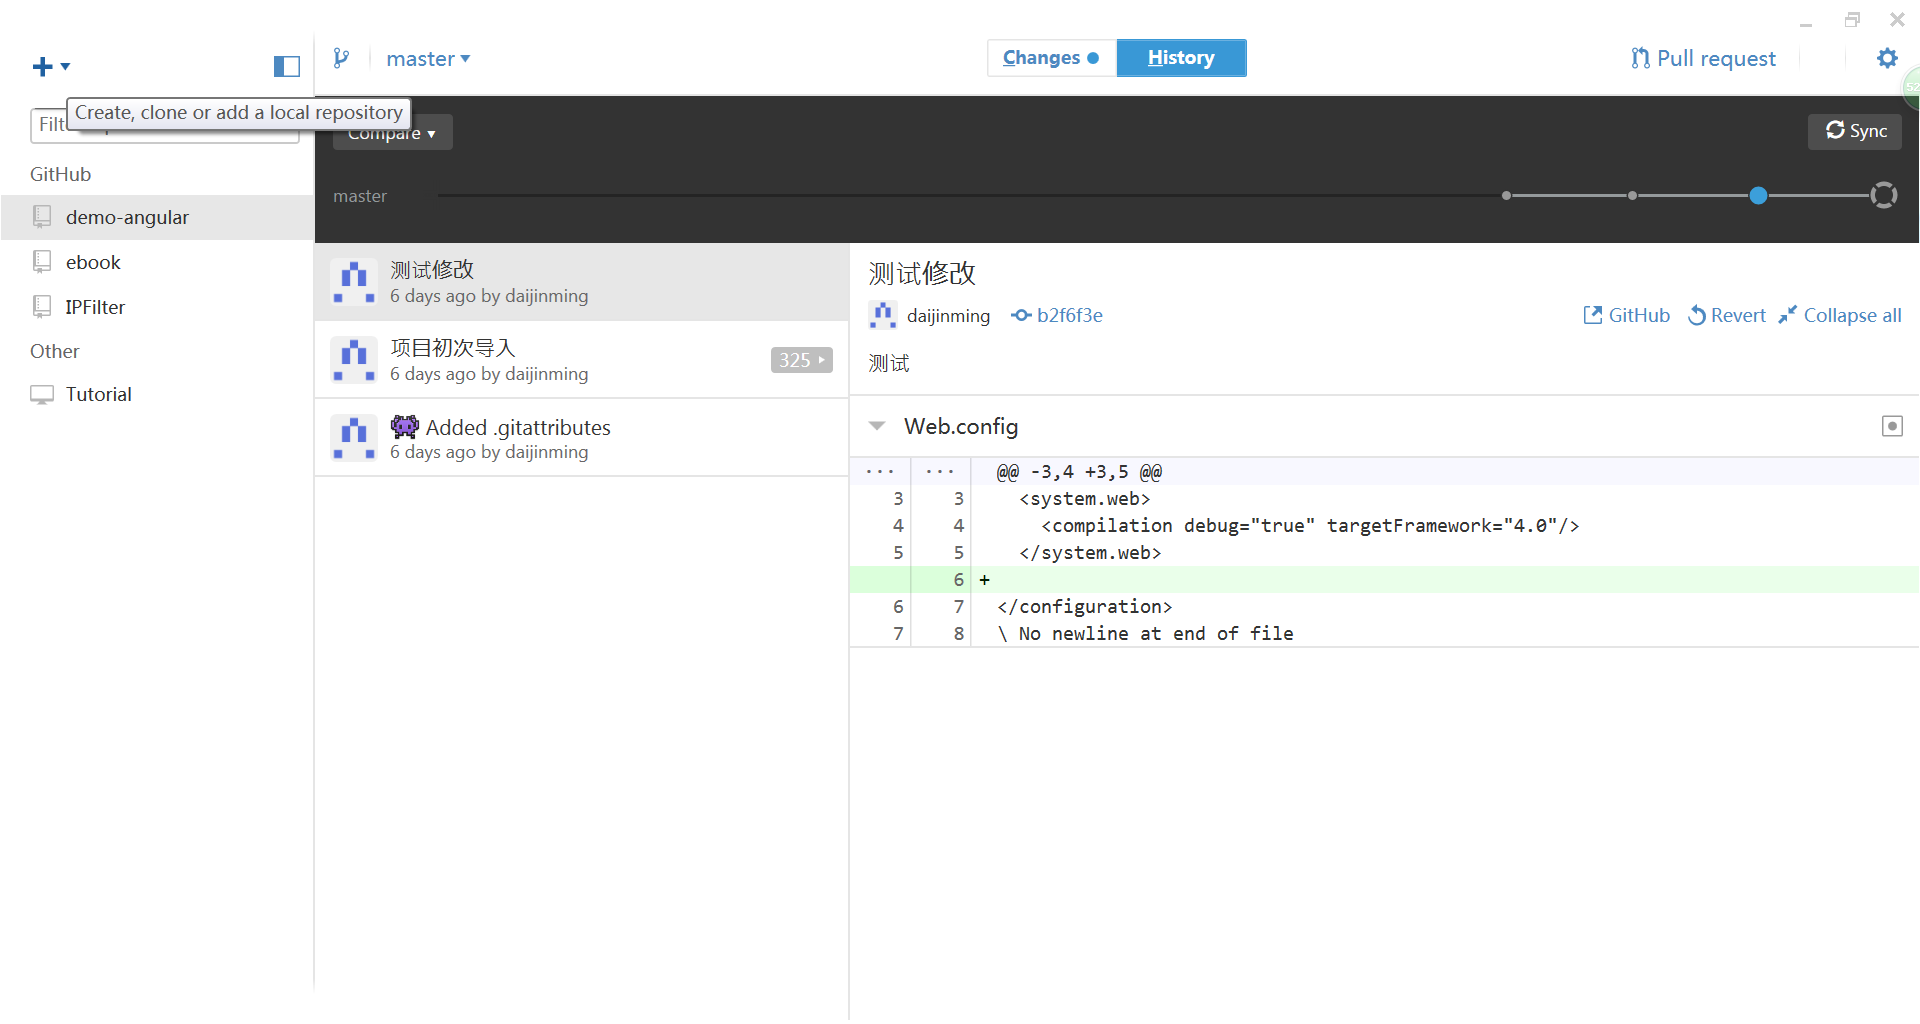 master
Changes
History
Pull request
Create, clone or add a local repository
Compare
Sync
GitHub
master
demo-angular
ebook
IPFilter
Other
Tutorial
测试修改
6 days ago by daijinming
项目初次导入
6 days ago by daijinming
325
Added .gitattributes
6 days ago by daijinming
测试修改
daijinming
b2f6f3e
GitHub
Revert
Collapse all
测试
Web.config
··· ··· @@ -3,4 +3,5 @@
3 3 <system.web>
4 4 <compilation debug="true" targetFramework="4.0"/>
5 5 </system.web>
6 +
6 7 </configuration>
7 8 \ No newline at end of file